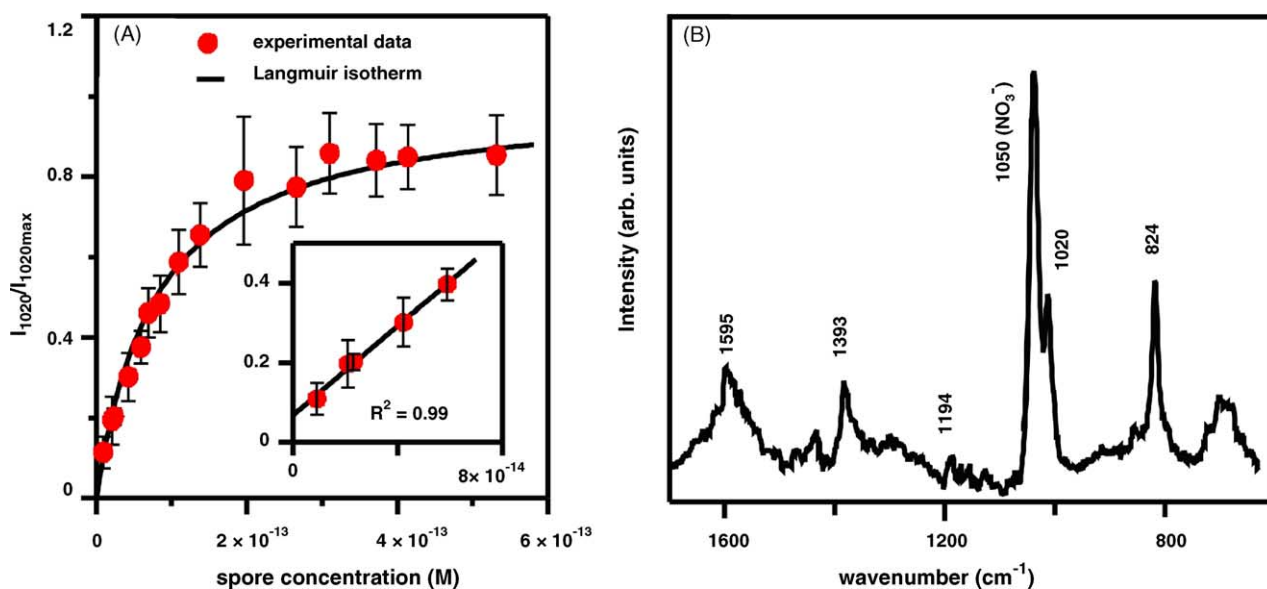 (A)
experimental data
Langmuir isotherm
1.2
0.8
0.4
0
I₁₀₂₀/I₁₀₂₀max
0.4
0.2
0
R² = 0.99
0
8× 10⁻¹⁴
0
2 × 10⁻¹³
4 × 10⁻¹³
6 × 10⁻¹³
spore concentration (M)
(B)
Intensity (arb. units)
1595
1393
1194
1050 (NO₃⁻)
1020
824
1600
1200
800
wavenumber (cm⁻¹)